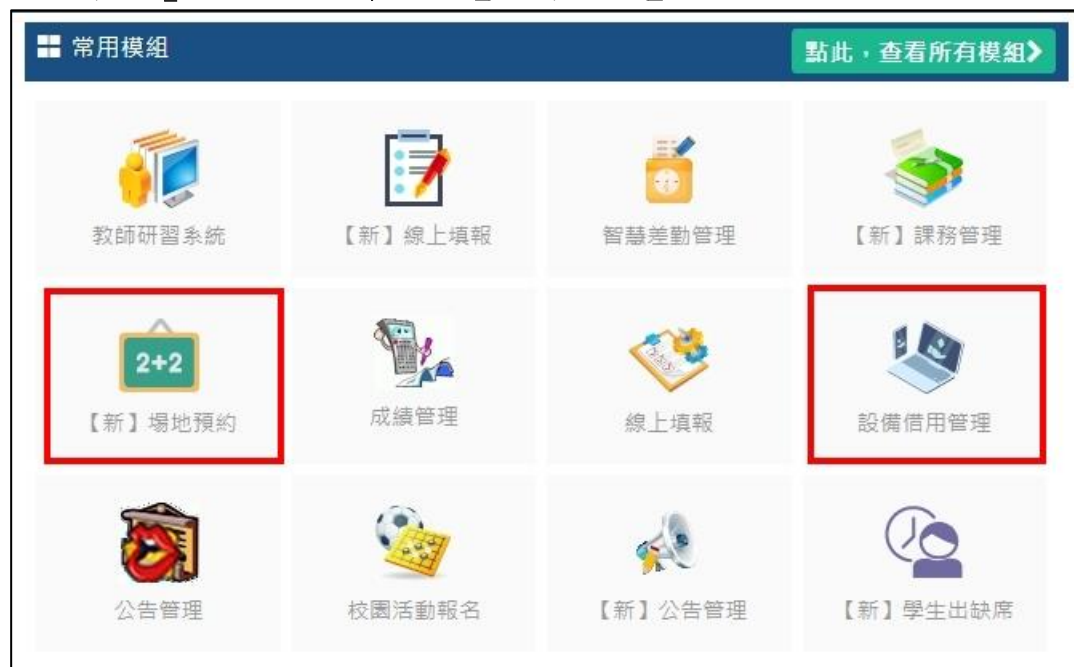 常用模組
點此，查看所有模組
教師研習系統
【新】線上填報
智慧差勤管理
【新】課務管理
2+2
【新】場地預約
成績管理
線上填報
設備借用管理
公告管理
校園活動報名
【新】公告管理
【新】學生出缺席